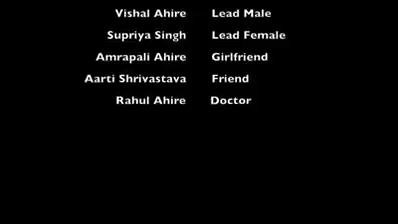 Vishal Ahire Lead Male
Supriya Singh Lead Female
Amrapali Ahire Girlfriend
Aarti Shrivastava Friend
Rahul Ahire Doctor